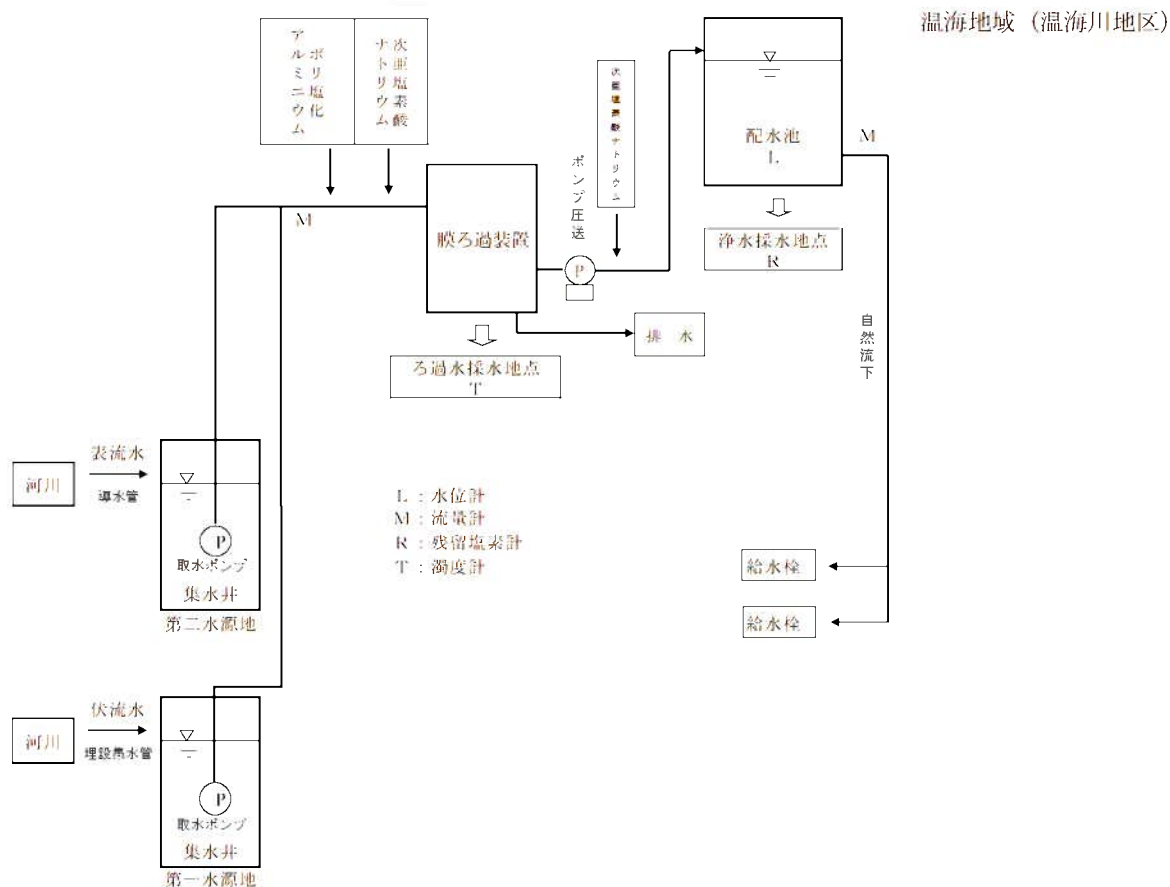 温海地域（温海川地区）
ポリ塩化
アルミニウム
次亜塩素酸
ナトリウム
次亜塩素酸ナトリウム
配水池
L
M
M
ポンプ圧送
膜ろ過装置
P
浄水採水地点
R
排　水
ろ過水採水地点
T
自然流下
河川
表流水
導水管
P
取水ポンプ
集水井
第二水源地
L：水位計
M：流量計
R：残留塩素計
T：濁度計
給水栓
給水栓
河川
伏流水
埋設集水管
P
取水ポンプ
集水井
第一水源地